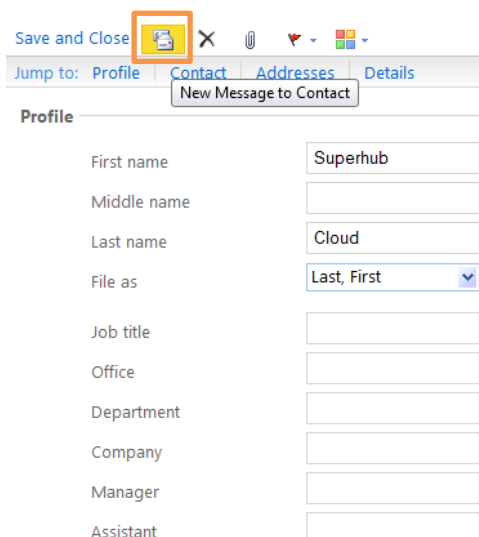 Save and Close
Jump to: Profile Contact Addresses Details
New Message to Contact
Profile
First name Superhub
Middle name
Last name Cloud
File as Last, First
Job title
Office
Department
Company
Manager
Assistant